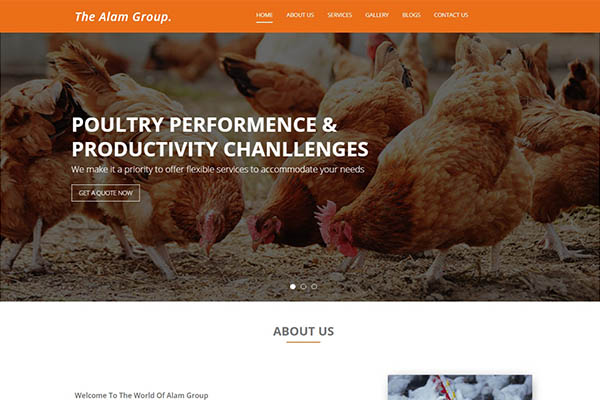 The Alam Group.
HOME ABOUT US SERVICES GALLERY BLOGS CONTACT US
POULTRY PERFORMENCE &
PRODUCTIVITY CHANLLENGES
We make it a priority to offer flexible services to accommodate your needs
GET A QUOTE NOW
ABOUT US
Welcome To The World Of Alam Group